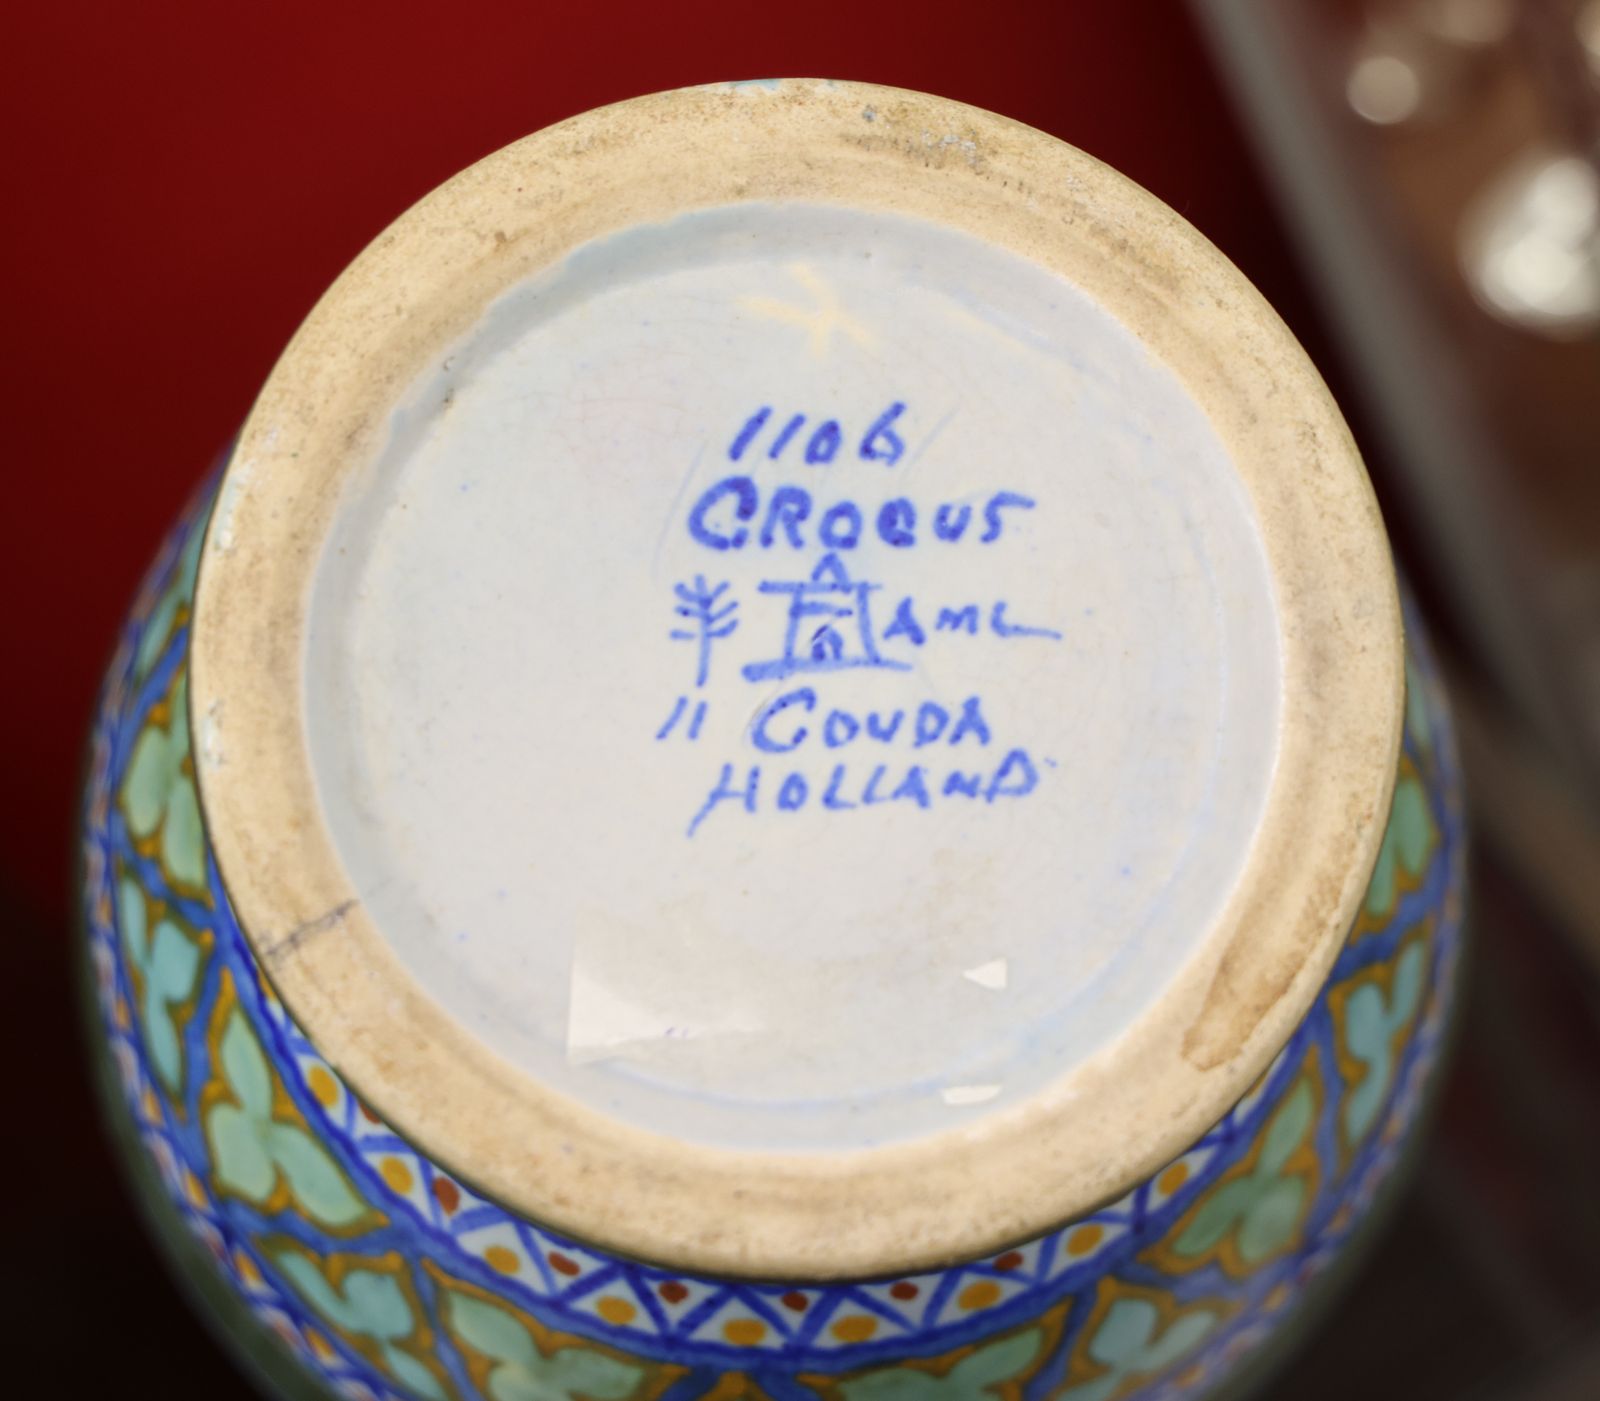 1106
CROCUS
AML
11 GOUDA
HOLLAND